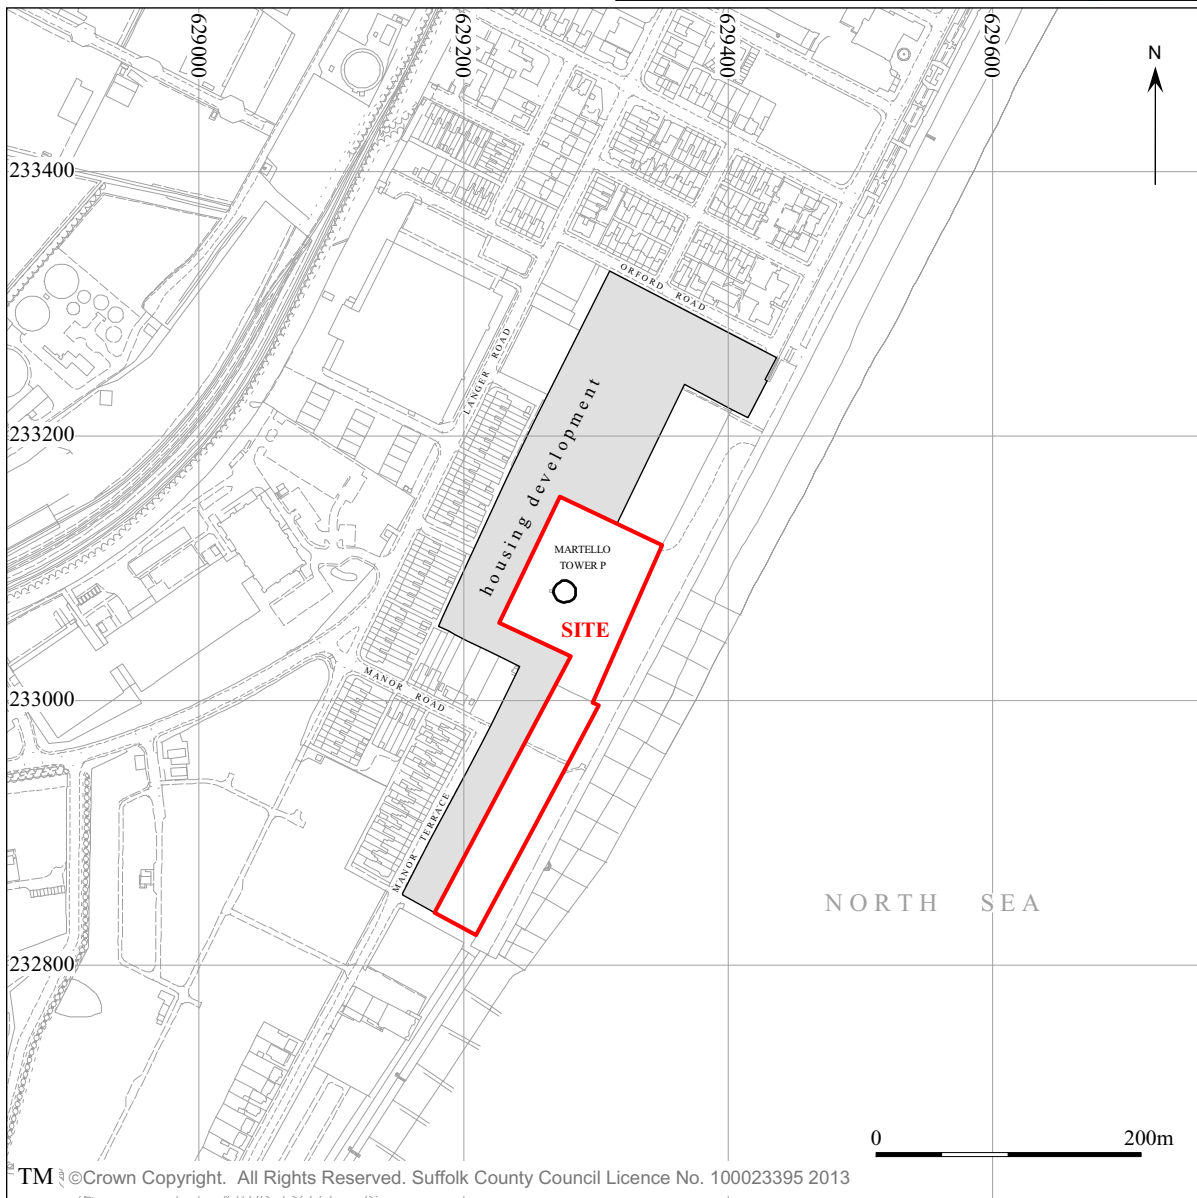 629000
629200
629400
629600
N
233400
ORFORD ROAD
LANGER ROAD
233200
housing development
MARTELLO
TOWER P
SITE
233000
MANOR ROAD
MANOR TERRACE
NORTH SEA
232800
0
200m
TM
©Crown Copyright. All Rights Reserved. Suffolk County Council Licence No. 100023395 2013